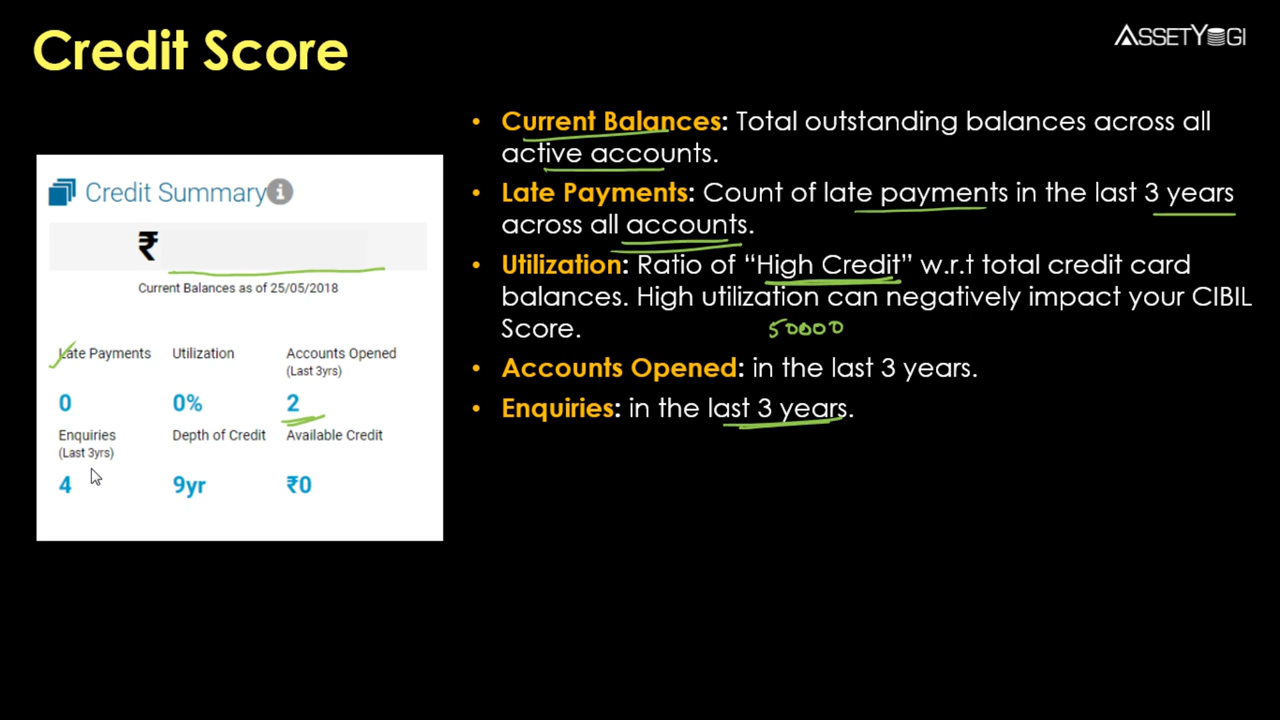 Credit Score
ASSETYOGI
Credit Summary
₹
Current Balances as of 25/05/2018
Late Payments Utilization Accounts Opened
(Last 3yrs)
0 0% 2
Enquiries Depth of Credit Available Credit
(Last 3yrs)
4 9yr ₹0
• Current Balances: Total outstanding balances across all
active accounts.
• Late Payments: Count of late payments in the last 3 years
across all accounts.
• Utilization: Ratio of “High Credit” w.r.t total credit card
balances. High utilization can negatively impact your CIBIL
Score.
50000
• Accounts Opened: in the last 3 years.
• Enquiries: in the last 3 years.